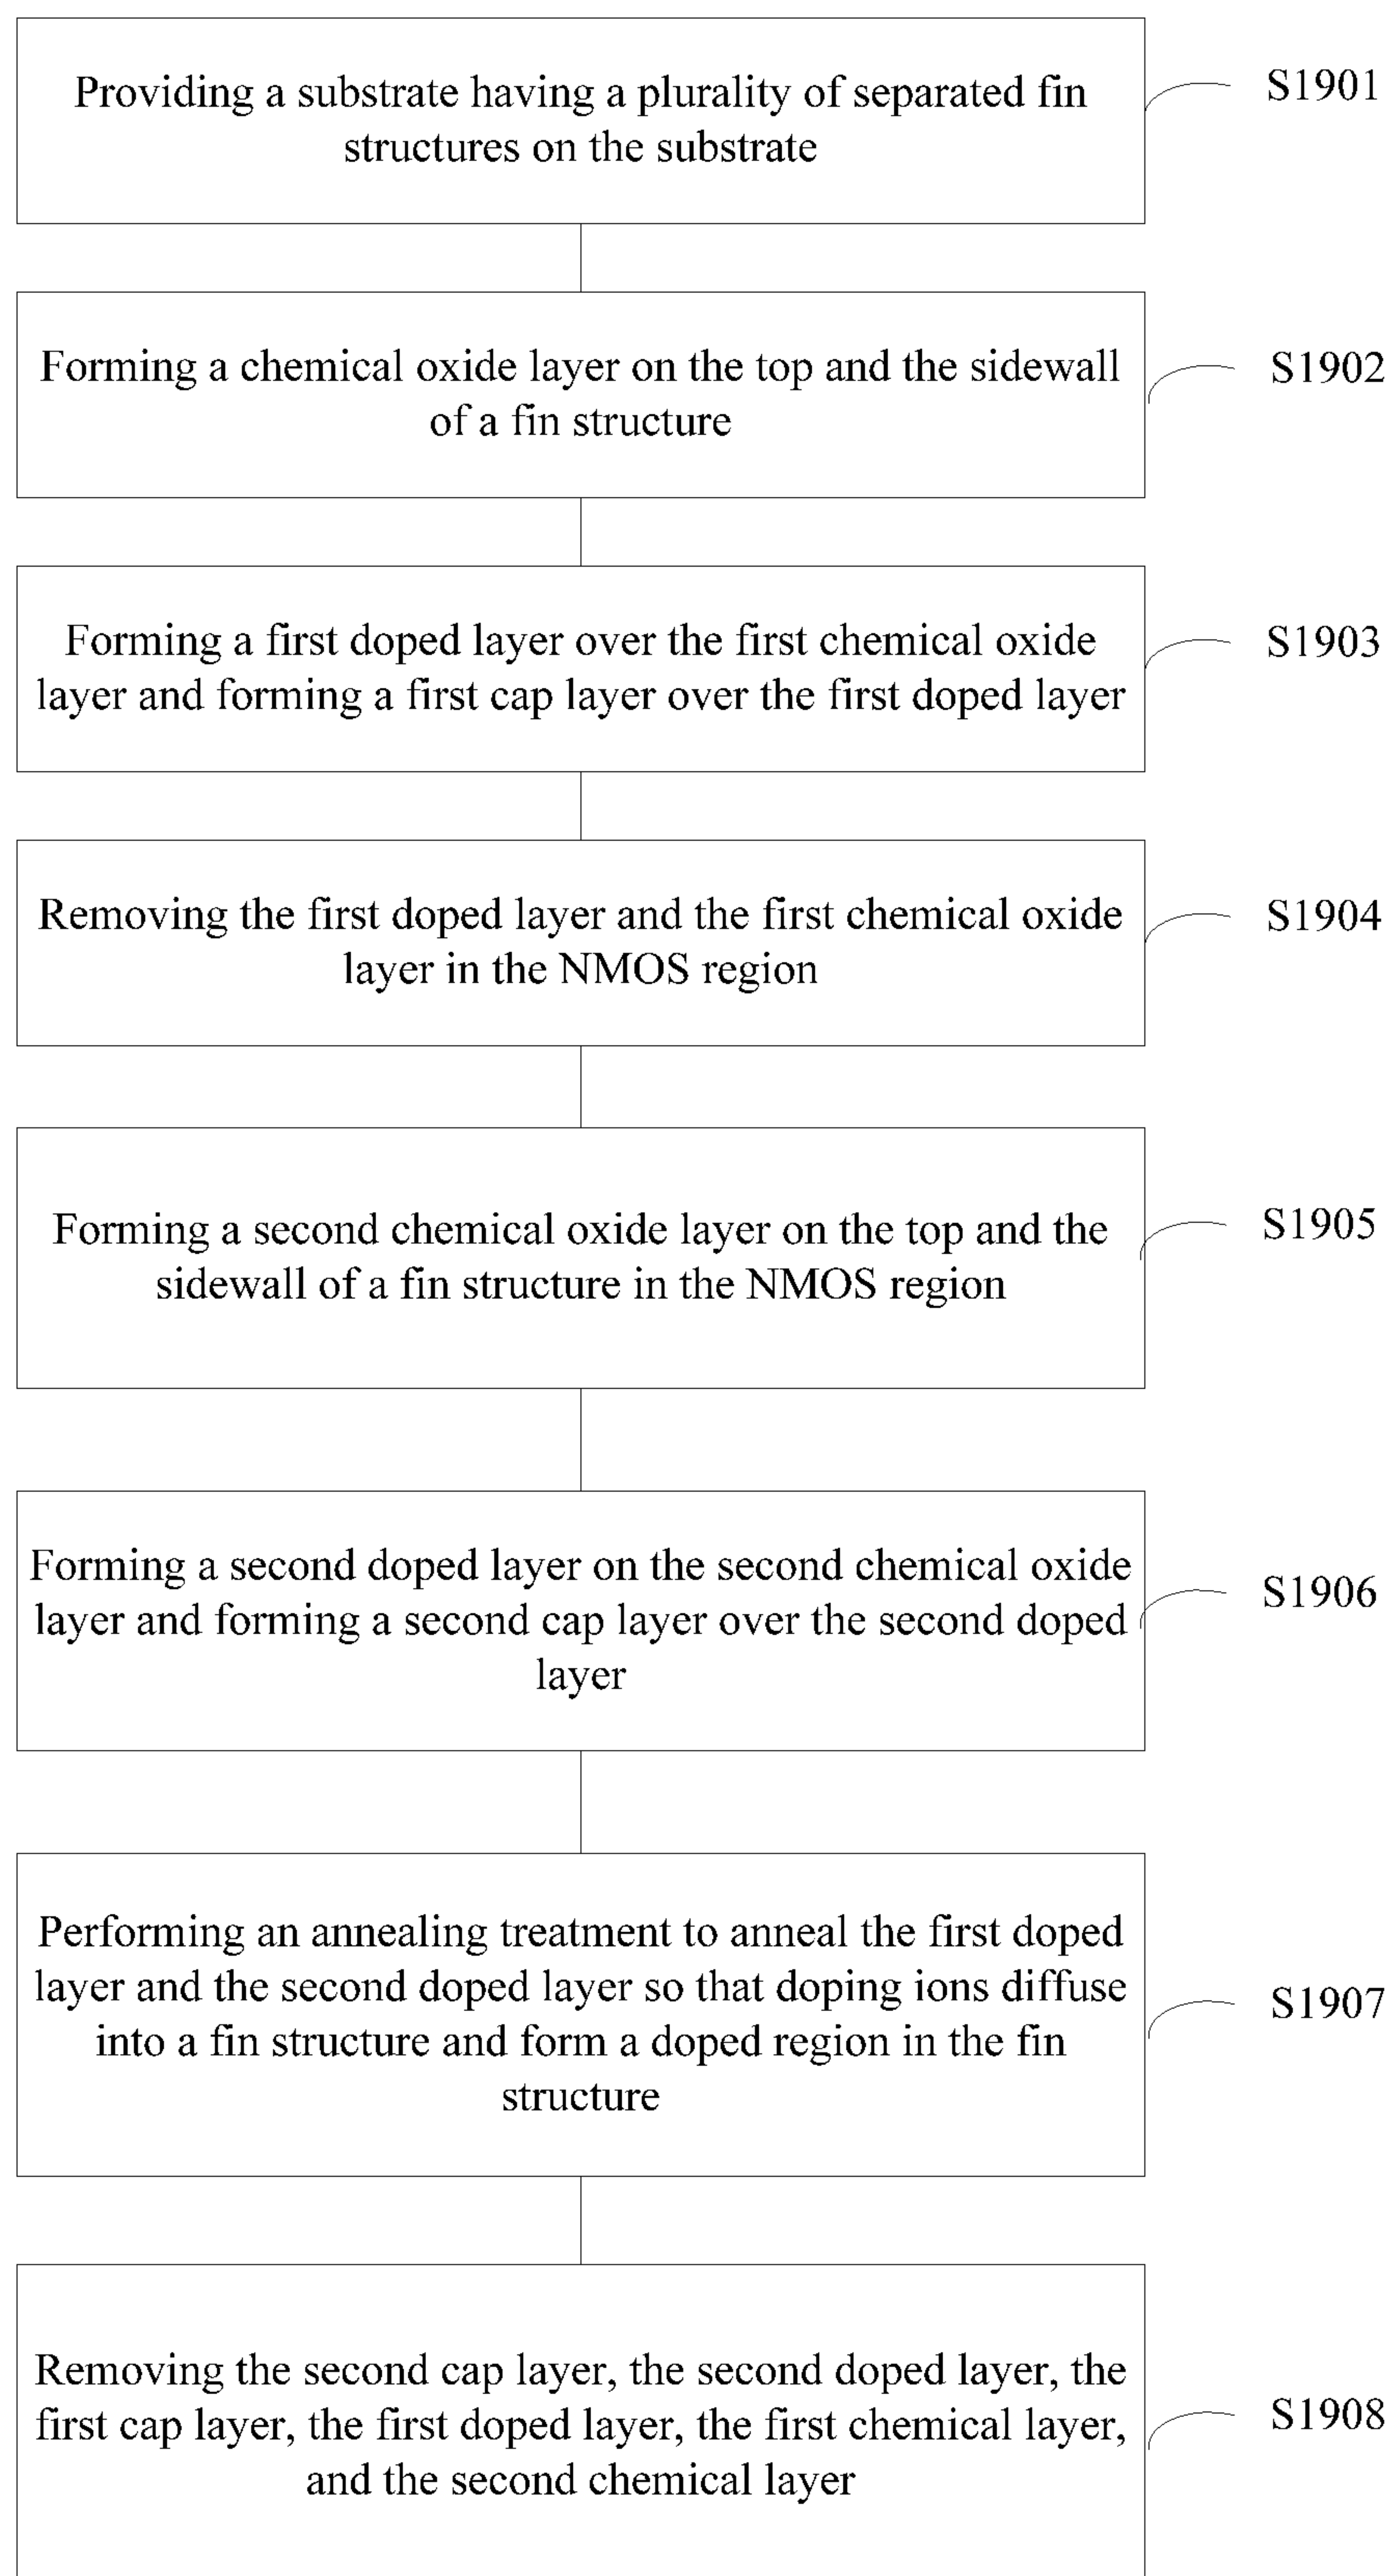 Providing a substrate having a plurality of separated fin
structures on the substrate
S1901
Forming a chemical oxide layer on the top and the sidewall
of a fin structure
S1902
Forming a first doped layer over the first chemical oxide
layer and forming a first cap layer over the first doped layer
S1903
Removing the first doped layer and the first chemical oxide
layer in the NMOS region
S1904
Forming a second chemical oxide layer on the top and the
sidewall of a fin structure in the NMOS region
S1905
Forming a second doped layer on the second chemical oxide
layer and forming a second cap layer over the second doped
layer
S1906
Performing an annealing treatment to anneal the first doped
layer and the second doped layer so that doping ions diffuse
into a fin structure and form a doped region in the fin
structure
S1907
Removing the second cap layer, the second doped layer, the
first cap layer, the first doped layer, the first chemical layer,
and the second chemical layer
S1908